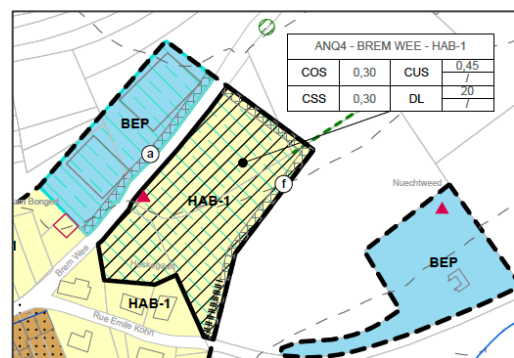 ANQ4 - BREM WEE - HAB-1
COS 0,30 CUS 0,45 /
CSS 0,30 DL 20 /
BEP
a
f
Nuechtweed
HAB-1
BEP
Brem Wee
HAB-1
Rue Emile Kohn